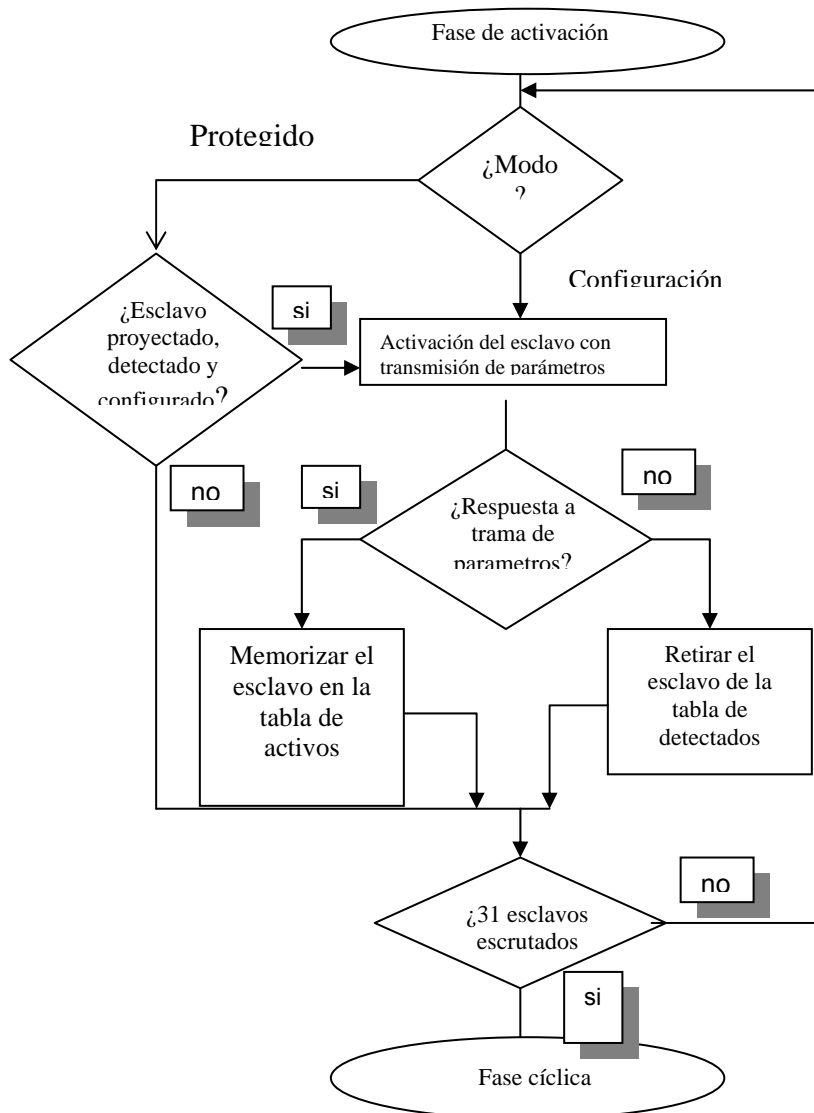 Fase de activación
Protegido
¿Modo
?
Configuración
¿Esclavo
proyectado,
detectado y
configurado?
si
Activación del esclavo con
transmisión de parámetros
no
si
no
¿Respuesta a
trama de
parametros?
Memorizar el
esclavo en la
tabla de
activos
Retirar el
esclavo de la
tabla de
detectados
no
¿31 esclavos
escrutados
si
Fase cíclica